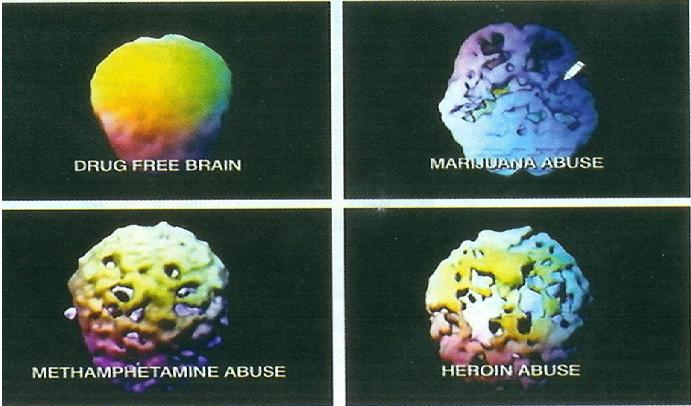 DRUG FREE BRAIN
MARIJUANA ABUSE
METHAMPHETAMINE ABUSE
HEROIN ABUSE